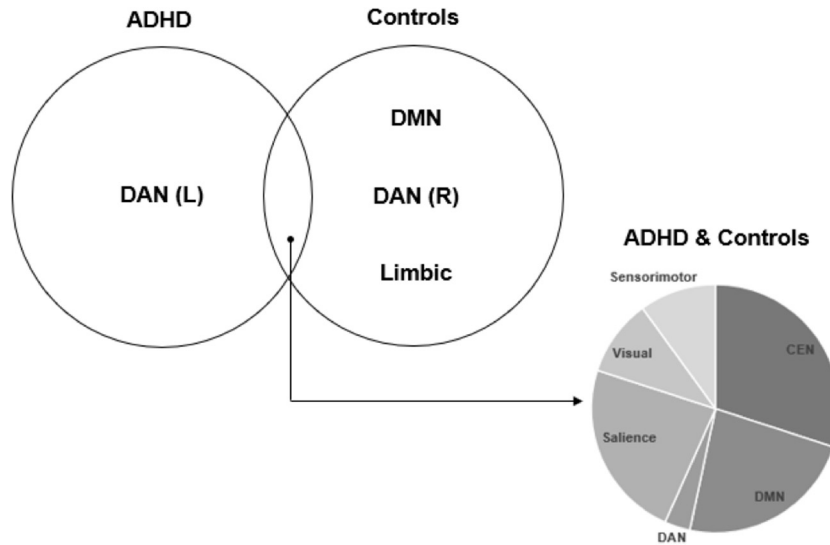 ADHD
Controls
DMN
DAN (L)
DAN (R)
Limbic
ADHD & Controls
Sensorimotor
CEN
Visual
Salience
DMN
DAN